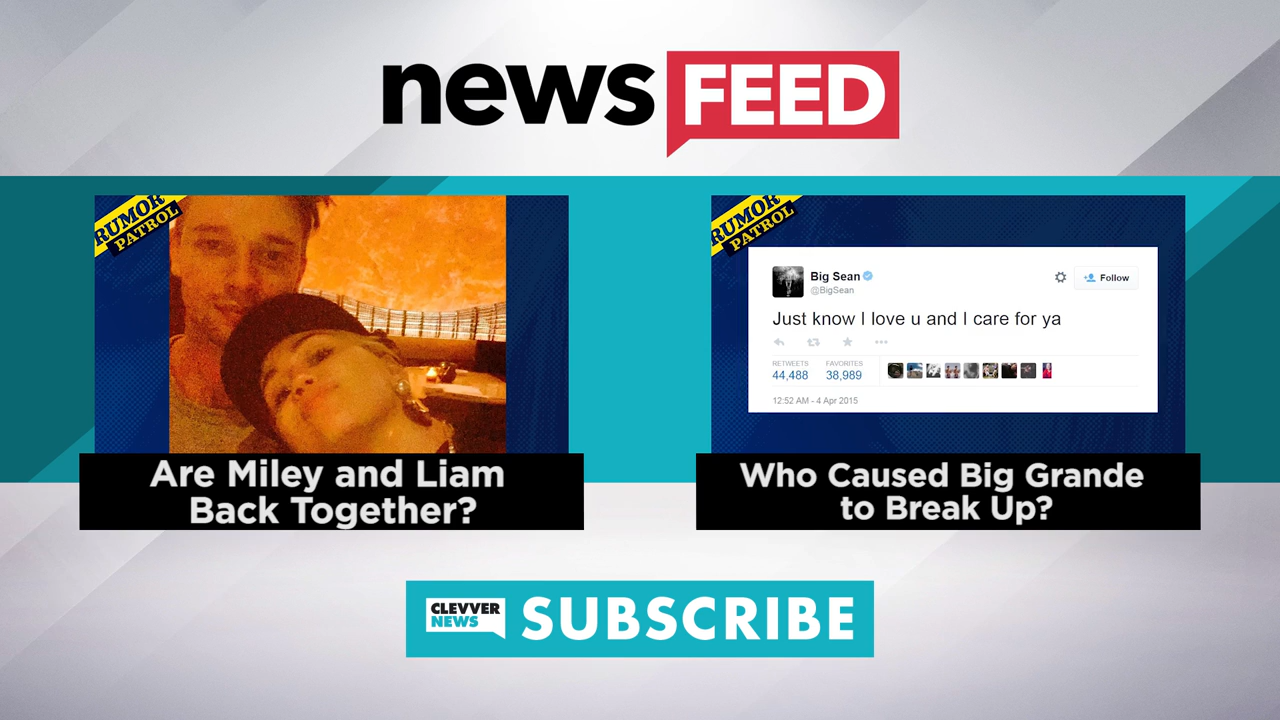 news FEED
RUMOR
PATROL
Are Miley and Liam
Back Together?
RUMOR
PATROL
Big Sean
@BigSean
Follow
Just know I love u and I care for ya
RETWEETS FAVORITES
44,488 38,989
12:52 AM - 4 Apr 2015
Who Caused Big Grande
to Break Up?
CLEVVER
NEWS
SUBSCRIBE